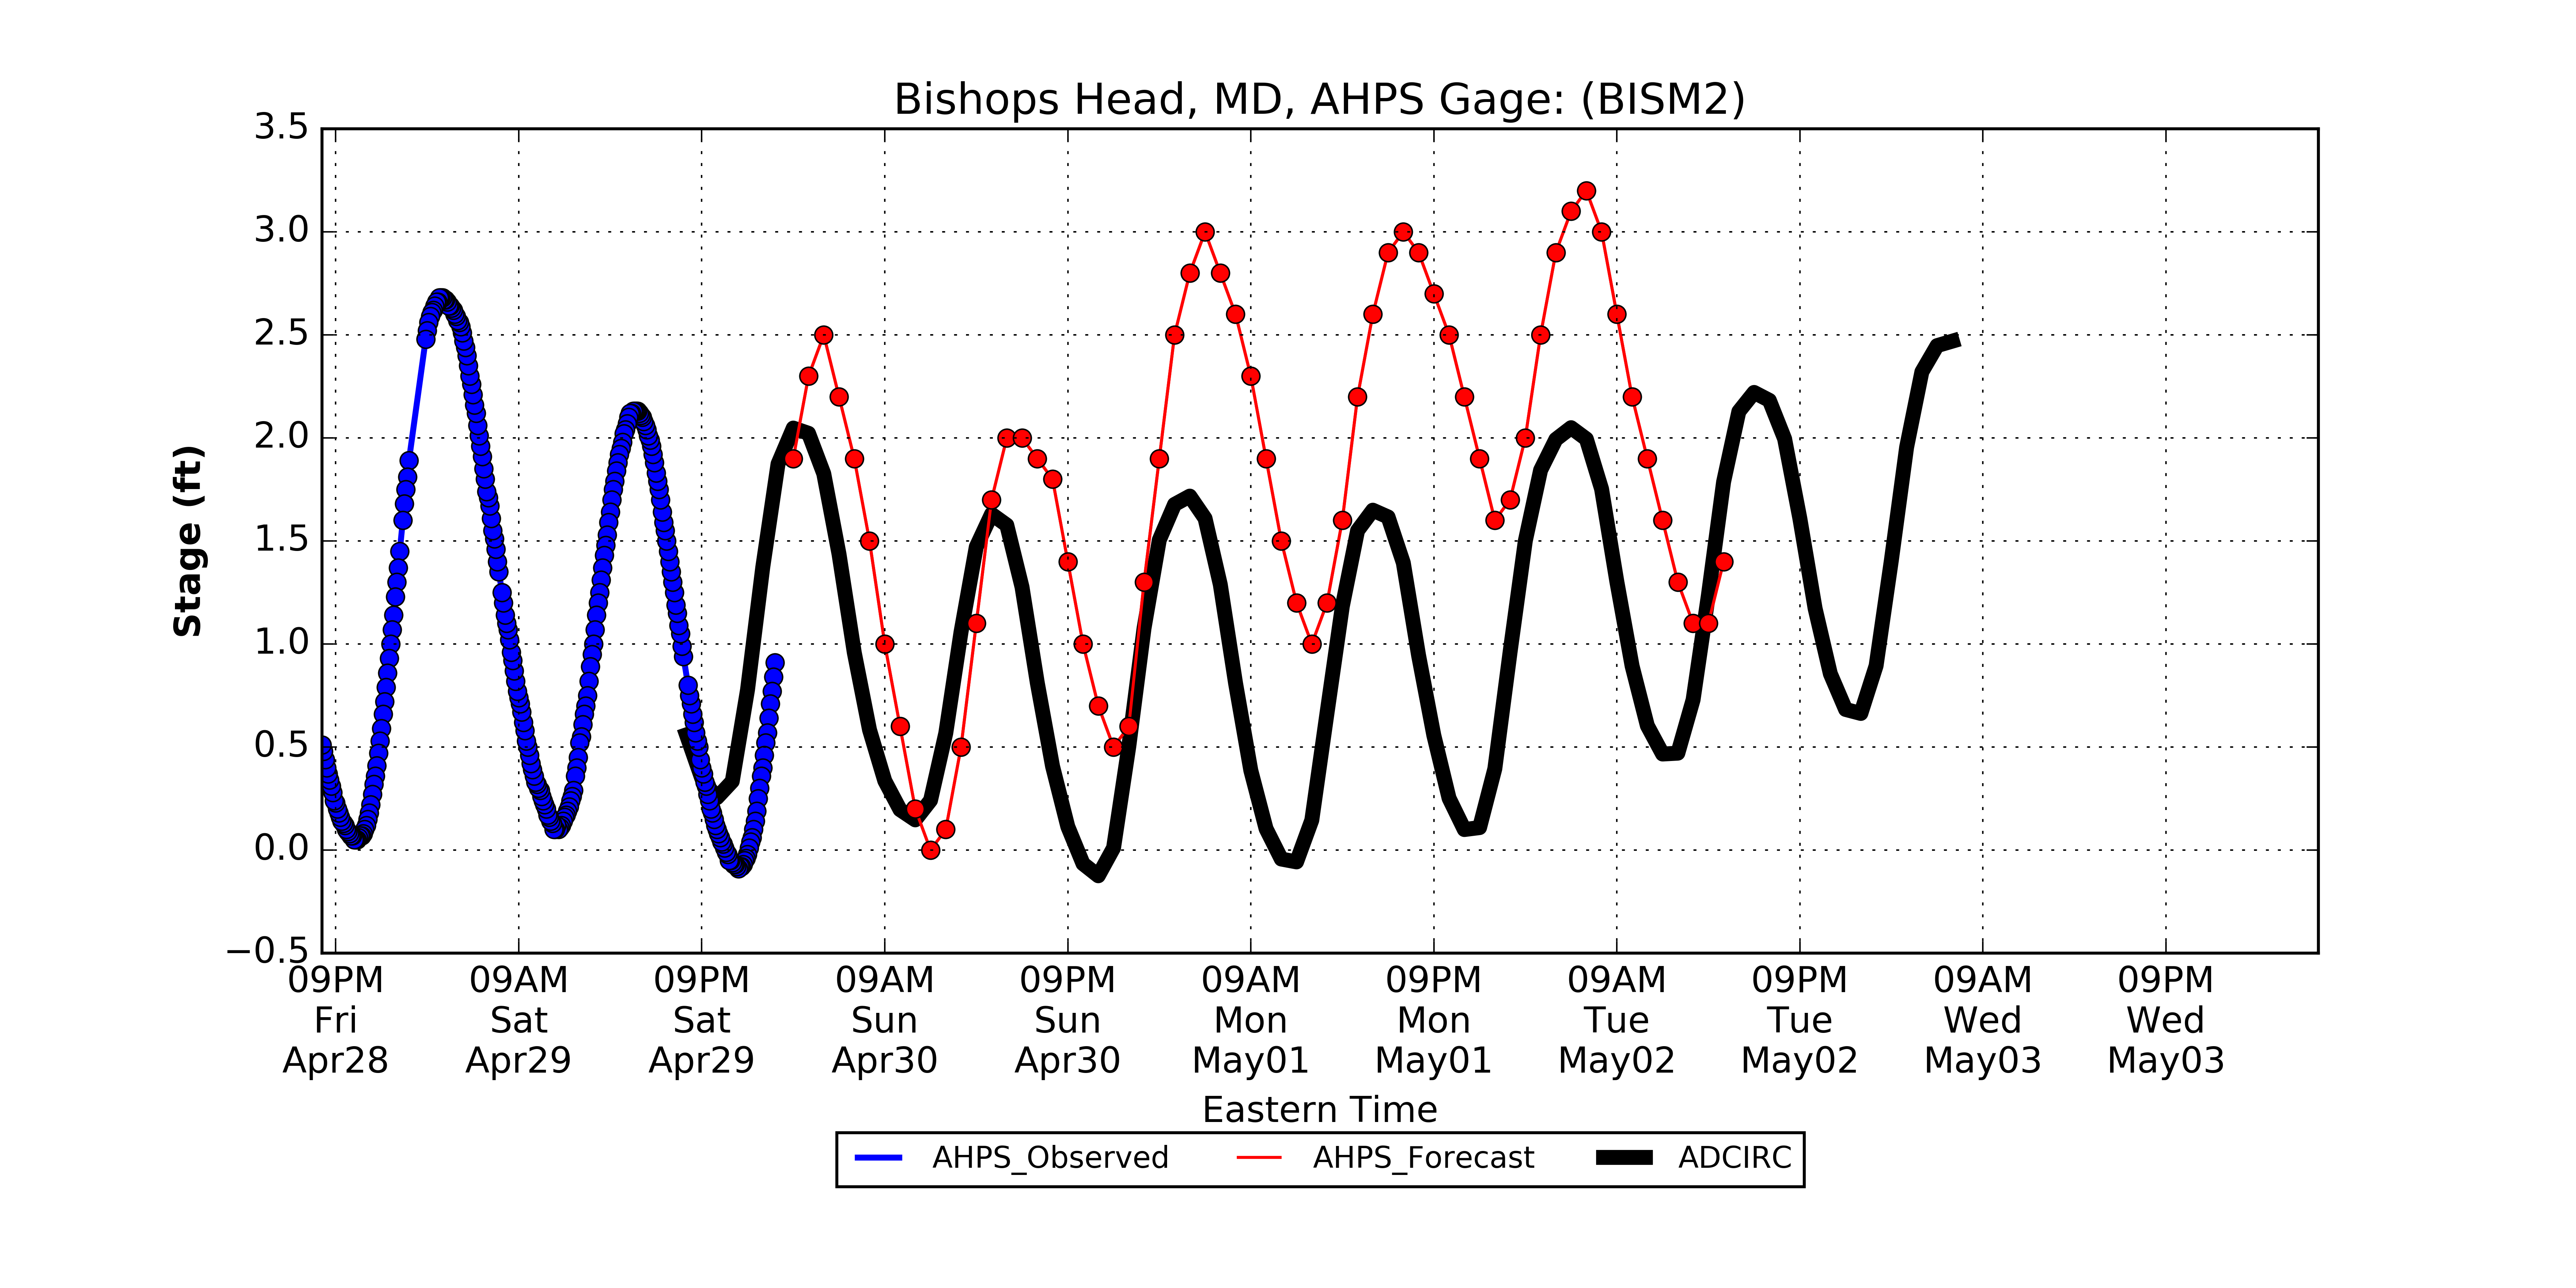 Bishops Head, MD, AHPS Gage: (BISM2)
3.5
3.0
2.5
2.0
1.5
1.0
0.5
0.0
−0.5
Stage (ft)
09PM 09AM 09PM 09AM 09PM 09AM 09PM 09AM 09PM 09AM 09PM
Fri Sat Sat Sun Sun Mon Mon Tue Tue Wed Wed
Apr28 Apr29 Apr29 Apr30 Apr30 May01 May01 May02 May02 May03 May03
Eastern Time
AHPS_Observed AHPS_Forecast ADCIRC